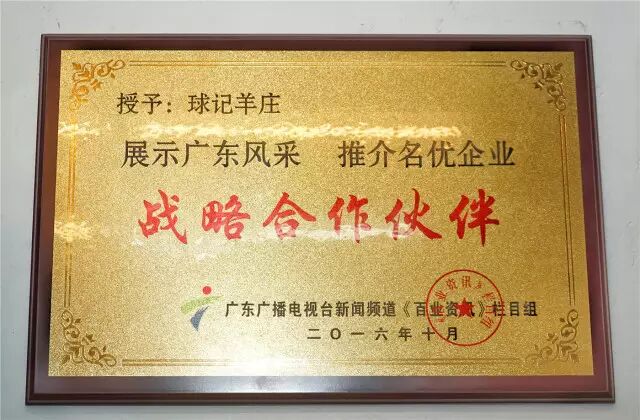 授予：球记羊庄
展示广东风采 推介名优企业
战略合作伙伴
广东广播电视台新闻频道《百业资讯》栏目组
二〇一六年十月